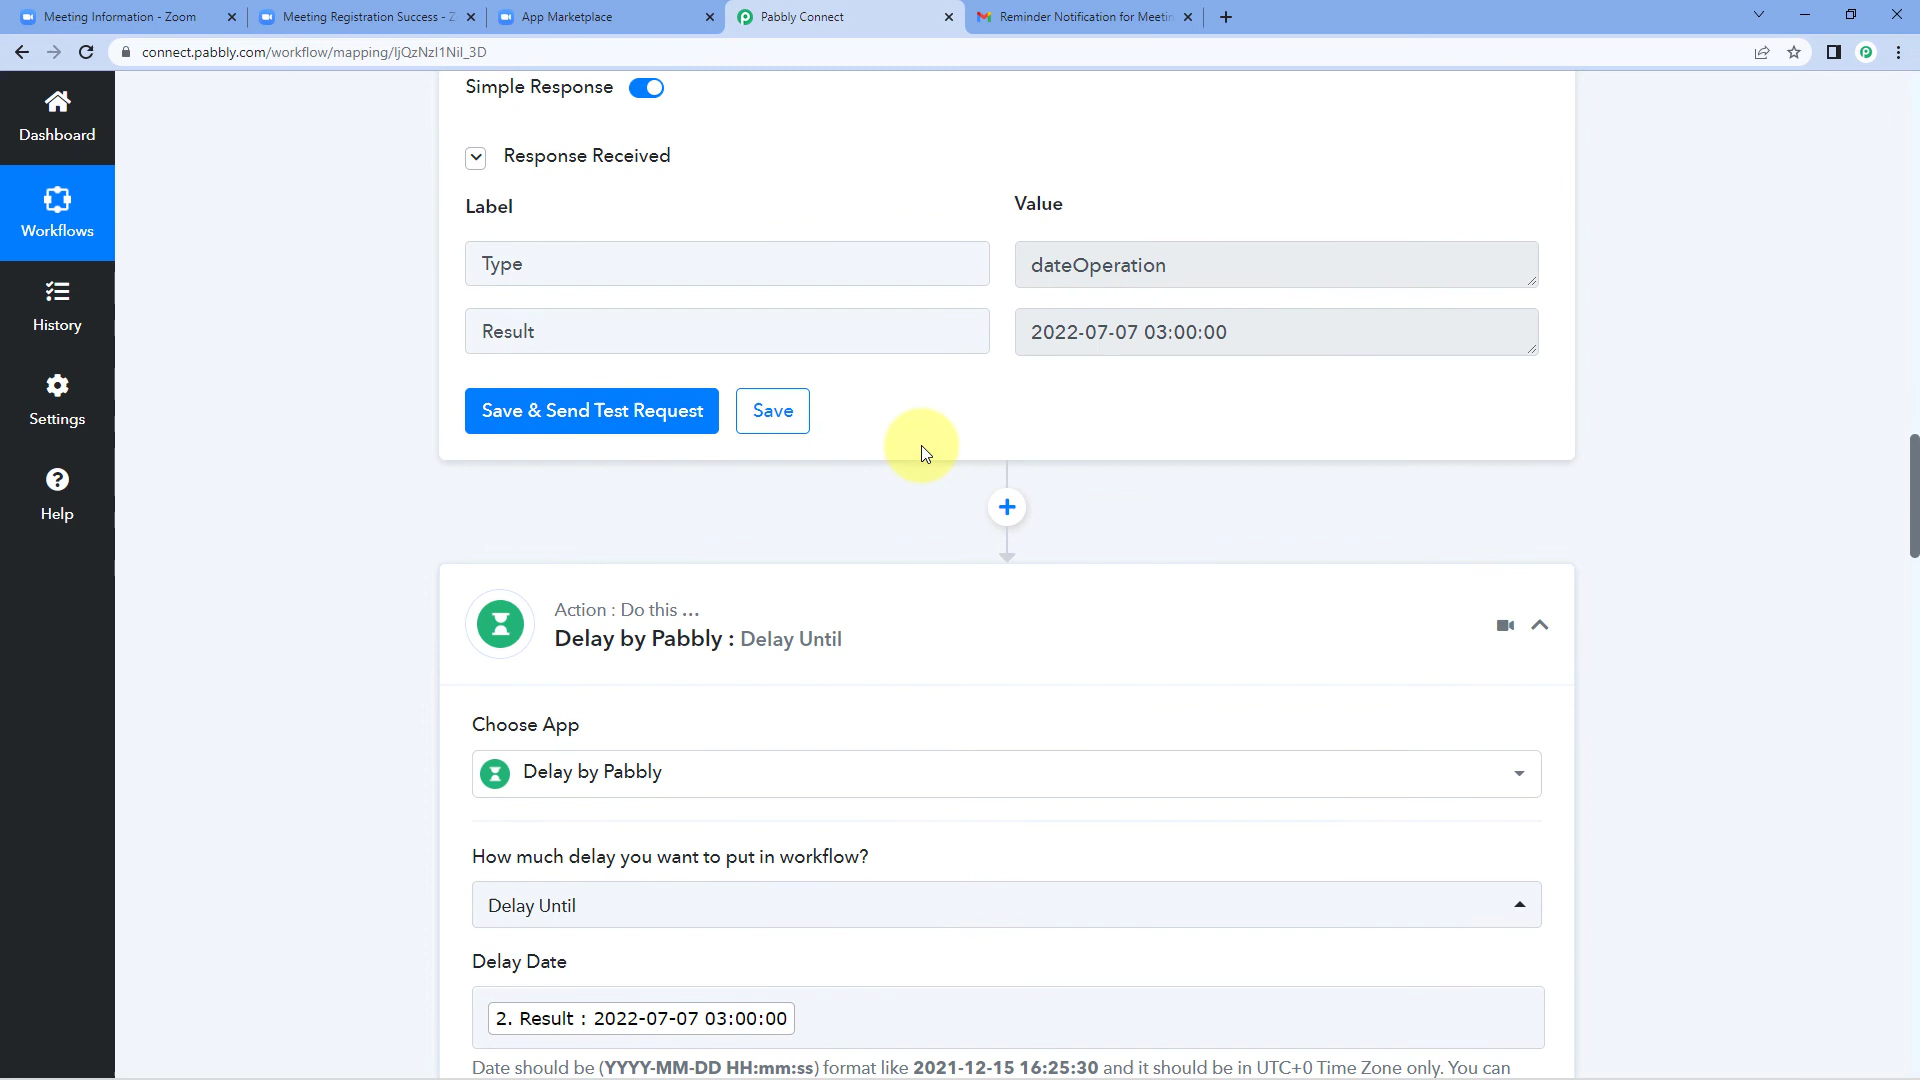 Meeting Information - Zoom
Meeting Registration Success - Z
App Marketplace
Pabbly Connect
Reminder Notification for Meetin
connect.pabbly.com/workflow/mapping/IjQzNzI1NiI_3D
Dashboard
Workflows
History
Settings
Help
Simple Response
Response Received
Label
Value
Type
dateOperation
Result
2022-07-07 03:00:00
Save & Send Test Request
Save
Action : Do this ...
Delay by Pabbly : Delay Until
Choose App
Delay by Pabbly
How much delay you want to put in workflow?
Delay Until
Delay Date
2. Result : 2022-07-07 03:00:00
Date should be (YYYY-MM-DD HH:mm:ss) format like 2021-12-15 16:25:30 and it should be in UTC+0 Time Zone only. You can